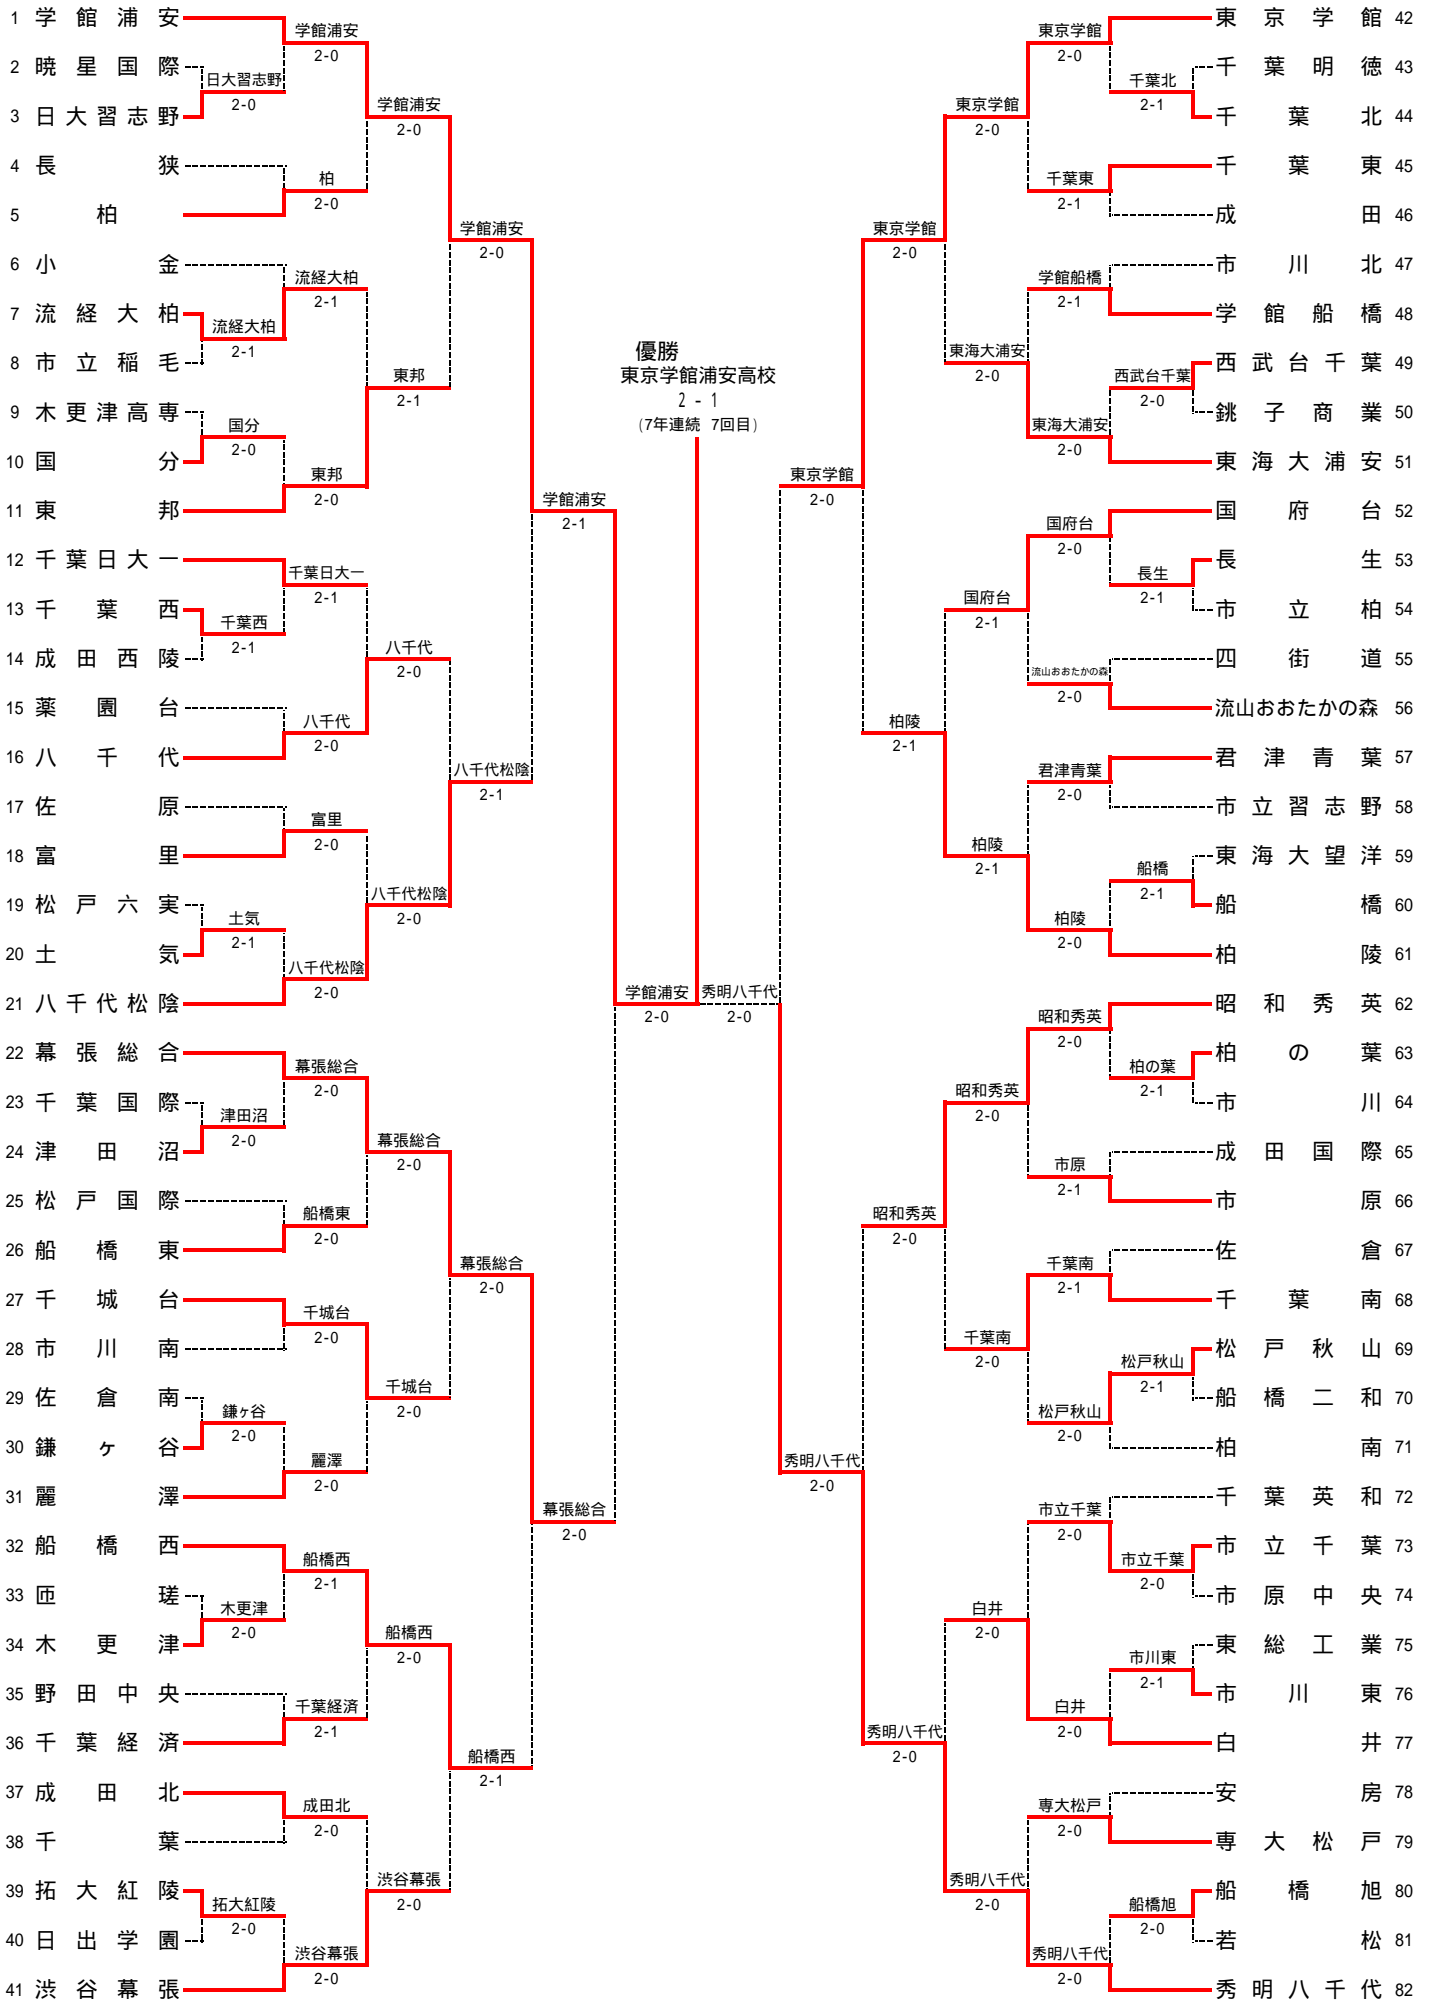 1 学館浦安
2 暁星国際
3 日大習志野
4 長狭
5 柏
6 小金
7 流経大柏
8 市立稲毛
9 木更津高専
10 国分
11 東邦
12 千葉日大一
13 千葉西
14 成田西陵
15 薬園台
16 八千代
17 佐原
18 富里
19 松戸六実
20 土気
21 八千代松陰
22 幕張総合
23 千葉国際
24 津田沼
25 松戸国際
26 船橋東
27 千城台
28 市川南
29 佐倉南
30 鎌ヶ谷
31 麗澤
32 船橋西
33 匝瑳
34 木更津
35 野田中央
36 千葉経済
37 成田北
38 千葉
39 拓大紅陵
40 日出学園
41 渋谷幕張
日大習志野
2-0
流経大柏
2-1
国分
2-0
千葉西
2-1
土気
2-1
津田沼
2-0
鎌ヶ谷
2-0
木更津
2-0
拓大紅陵
2-0
学館浦安
2-0
柏
2-0
流経大柏
2-1
東邦
2-0
千葉日大一
2-1
八千代
2-0
富里
2-0
八千代松陰
2-0
幕張総合
2-0
船橋東
2-0
千城台
2-0
麗澤
2-0
船橋西
2-1
千葉経済
2-1
成田北
2-0
渋谷幕張
2-0
学館浦安
2-0
東邦
2-1
八千代
2-0
八千代松陰
2-0
幕張総合
2-0
千城台
2-0
船橋西
2-0
渋谷幕張
2-0
学館浦安
2-0
八千代松陰
2-1
幕張総合
2-0
船橋西
2-1
学館浦安
2-1
幕張総合
2-0
学館浦安
2-0
優勝
東京学館浦安高校
2 - 1
(7年連続 7回目)
秀明八千代
2-0
東京学館
2-0
秀明八千代
2-0
東京学館
2-0
柏陵
2-1
昭和秀英
2-0
秀明八千代
2-0
東京学館
2-0
東海大浦安
2-0
国府台
2-1
柏陵
2-1
昭和秀英
2-0
千葉南
2-0
白井
2-0
秀明八千代
2-0
東京学館
2-0
千葉東
2-1
学館船橋
2-1
東海大浦安
2-0
国府台
2-0
流山おおたかの森
2-0
君津青葉
2-0
柏陵
2-0
昭和秀英
2-0
市原
2-1
千葉南
2-1
松戸秋山
2-0
市立千葉
2-0
白井
2-0
専大松戸
2-0
秀明八千代
2-0
千葉北
2-1
西武台千葉
2-0
長生
2-1
船橋
2-1
柏の葉
2-1
松戸秋山
2-1
市立千葉
2-0
市川東
2-1
船橋旭
2-0
東京学館 42
千葉明徳 43
千葉北 44
千葉東 45
成田 46
市川北 47
学館船橋 48
西武台千葉 49
銚子商業 50
東海大浦安 51
国府台 52
長生 53
市立柏 54
四街道 55
流山おおたかの森 56
君津青葉 57
市立習志野 58
東海大望洋 59
船橋 60
柏陵 61
昭和秀英 62
柏の葉 63
市川 64
成田国際 65
市原 66
佐倉 67
千葉南 68
松戸秋山 69
船橋二和 70
柏南 71
千葉英和 72
市立千葉 73
市原中央 74
東総工業 75
市川東 76
白井 77
安房 78
専大松戸 79
船橋旭 80
若松 81
秀明八千代 82